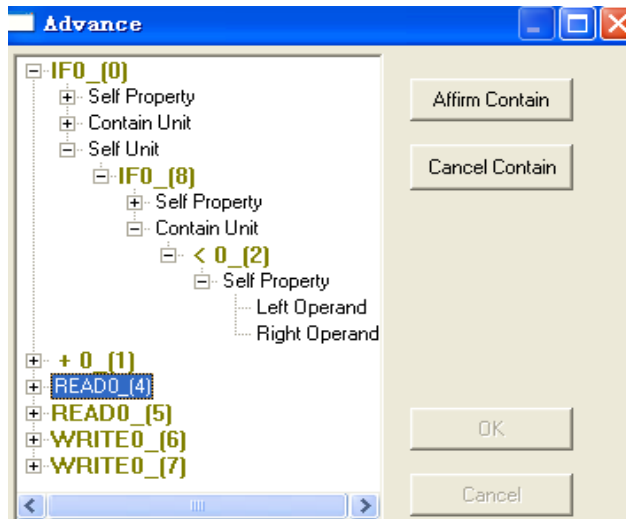 Advance
IF0_(0)
Self Property
Contain Unit
Self Unit
IF0_(8)
Self Property
Contain Unit
< 0_(2)
Self Property
Left Operand
Right Operand
+ 0_(1)
READ0_(4)
READ0_(5)
WRITE0_(6)
WRITE0_(7)
Affirm Contain
Cancel Contain
OK
Cancel